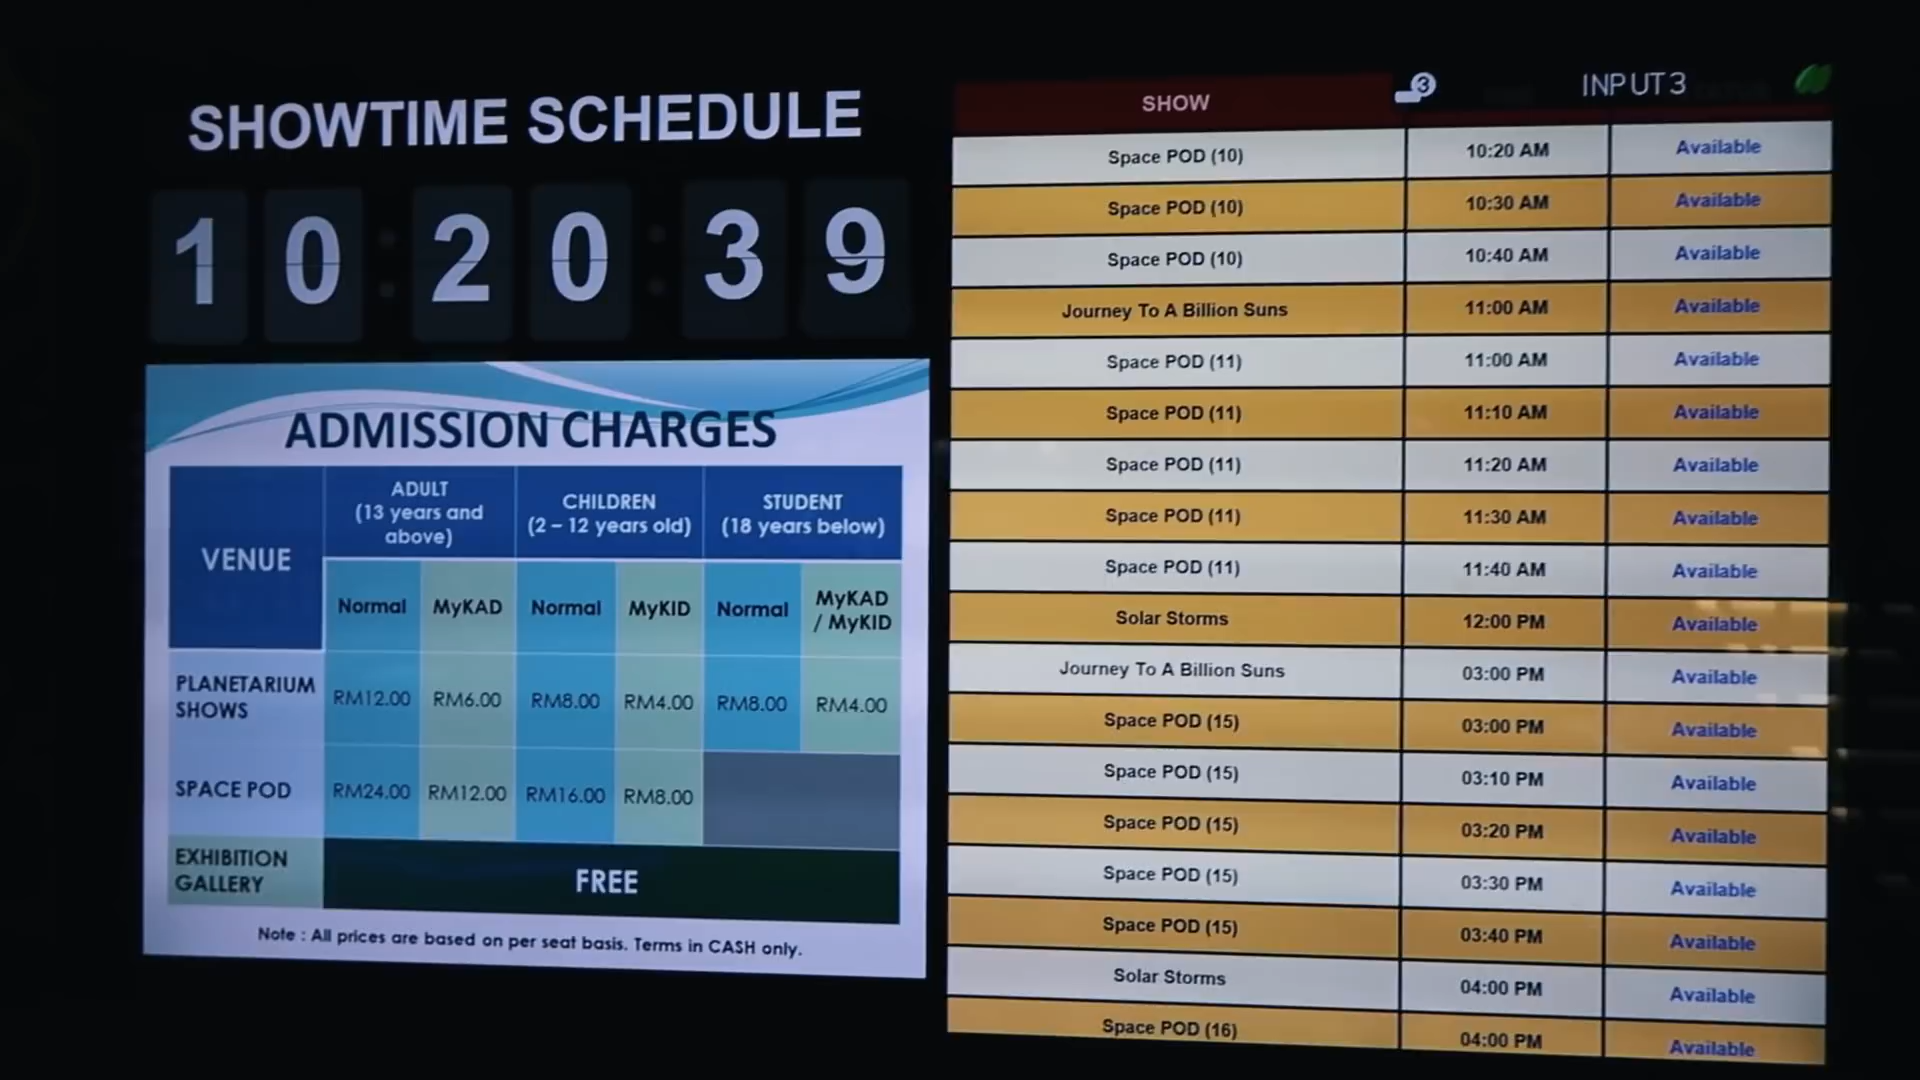 SHOWTIME SCHEDULE
10:20:39
ADMISSION CHARGES
VENUE
ADULT
(13 years and
above)
CHILDREN
(2 – 12 years old)
STUDENT
(18 years below)
Normal
MyKAD
Normal
MyKID
Normal
MyKAD
/ MyKID
PLANETARIUM
SHOWS
RM12.00 RM6.00 RM8.00 RM4.00 RM8.00 RM4.00
SPACE POD
RM24.00 RM12.00 RM16.00 RM8.00
EXHIBITION
GALLERY
FREE
Note : All prices are based on per seat basis. Terms in CASH only.
SHOW 3 INPUT3
Space POD (10) 10:20 AM Available
Space POD (10) 10:30 AM Available
Space POD (10) 10:40 AM Available
Journey To A Billion Suns 11:00 AM Available
Space POD (11) 11:00 AM Available
Space POD (11) 11:10 AM Available
Space POD (11) 11:20 AM Available
Space POD (11) 11:30 AM Available
Space POD (11) 11:40 AM Available
Solar Storms 12:00 PM Available
Journey To A Billion Suns 03:00 PM Available
Space POD (15) 03:00 PM Available
Space POD (15) 03:10 PM Available
Space POD (15) 03:20 PM Available
Space POD (15) 03:30 PM Available
Space POD (15) 03:40 PM Available
Solar Storms 04:00 PM Available
Space POD (16) 04:00 PM Available